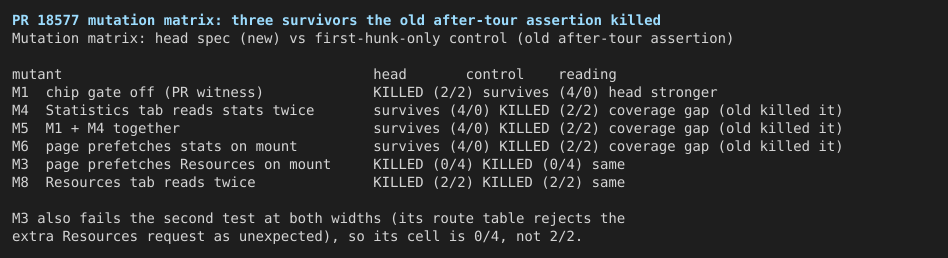 PR 18577 mutation matrix: three survivors the old after-tour assertion killed
Mutation matrix: head spec (new) vs first-hunk-only control (old after-tour assertion)
mutant head control reading
M1 chip gate off (PR witness) KILLED (2/2) survives (4/0) head stronger
M4 Statistics tab reads stats twice survives (4/0) KILLED (2/2) coverage gap (old killed it)
M5 M1 + M4 together survives (4/0) KILLED (2/2) coverage gap (old killed it)
M6 page prefetches stats on mount survives (4/0) KILLED (2/2) coverage gap (old killed it)
M3 page prefetches Resources on mount KILLED (0/4) KILLED (0/4) same
M8 Resources tab reads twice KILLED (2/2) KILLED (2/2) same
M3 also fails the second test at both widths (its route table rejects the
extra Resources request as unexpected), so its cell is 0/4, not 2/2.